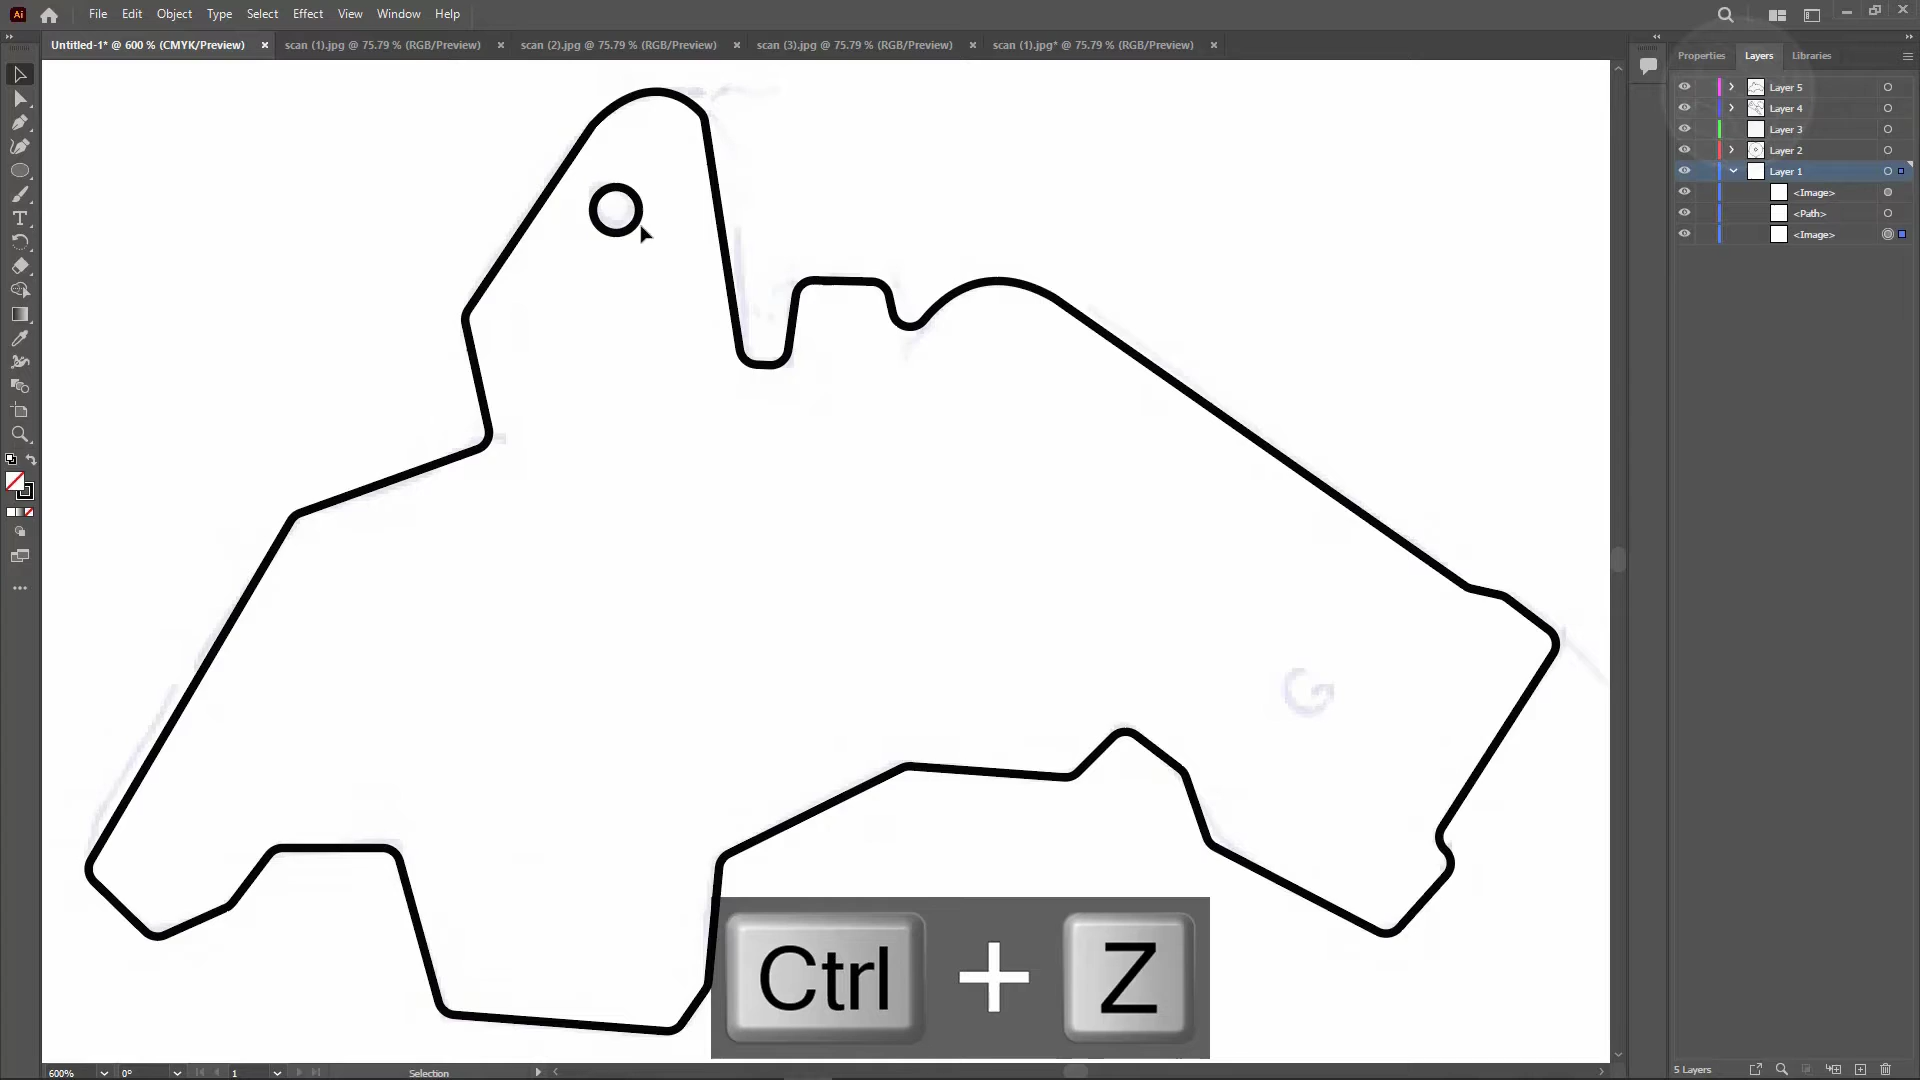 Ai File Edit Object Type Select Effect View Window Help
Untitled-1* @ 600 % (CMYK/Preview) scan (1).jpg @ 75.79 % (RGB/Preview) scan (2).jpg @ 75.79 % (RGB/Preview) scan (3).jpg @ 75.79 % (RGB/Preview) scan (1).jpg* @ 75.79 % (RGB/Preview)
Properties Layers Libraries
Layer 5
Layer 4
Layer 3
Layer 2
Layer 1
<Image>
<Path>
<Image>
G
Ctrl + Z
600% 0° 1 Selection
5 Layers